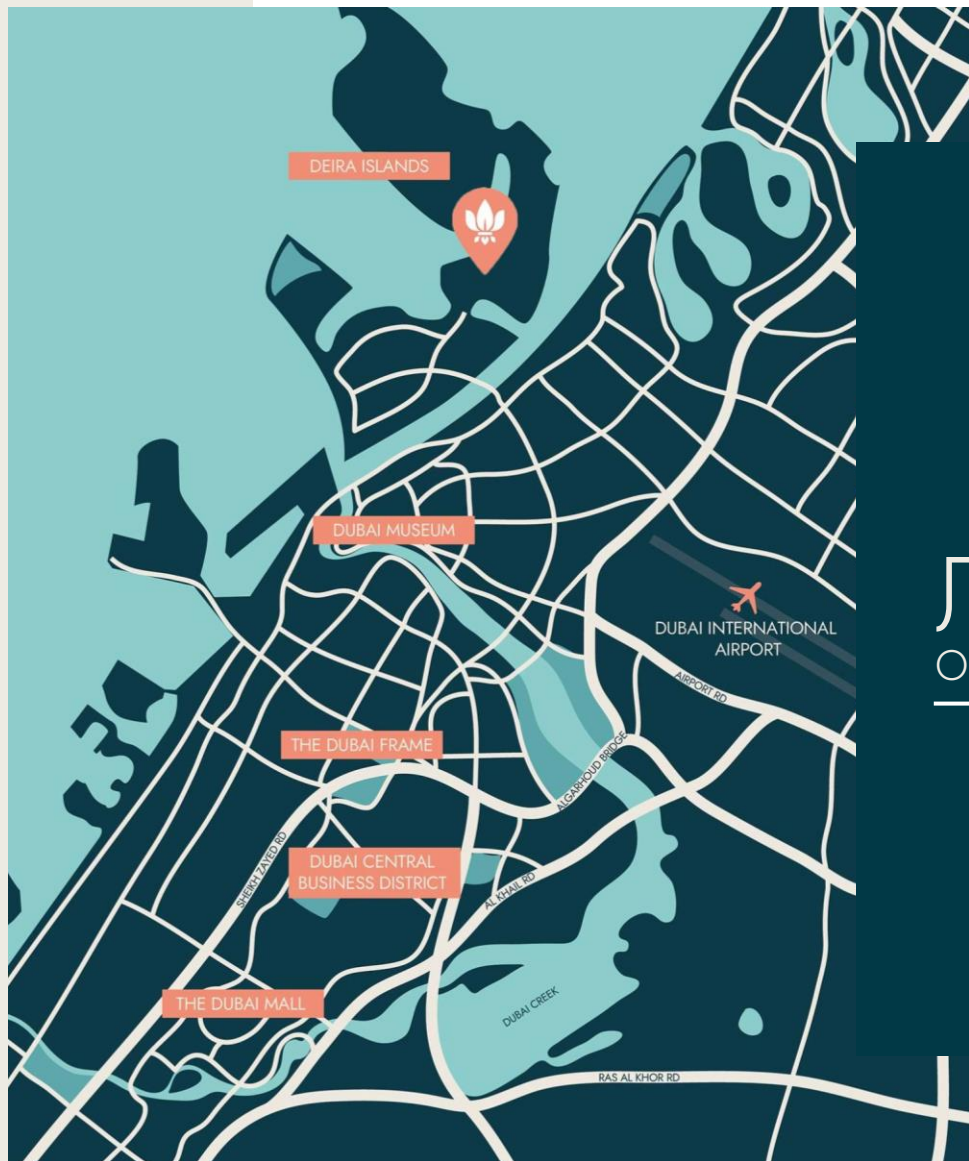 DEIRA ISLANDS
DUBAI MUSEUM
DUBAI INTERNATIONAL
AIRPORT
AIRPORT RD
THE DUBAI FRAME
ALGARHOUD BRIDGE
SHEIKH ZAYED RD
DUBAI CENTRAL
BUSINESS DISTRICT
AL KHAIL RD
THE DUBAI MALL
DUBAI CREEK
RAS AL KHOR RD